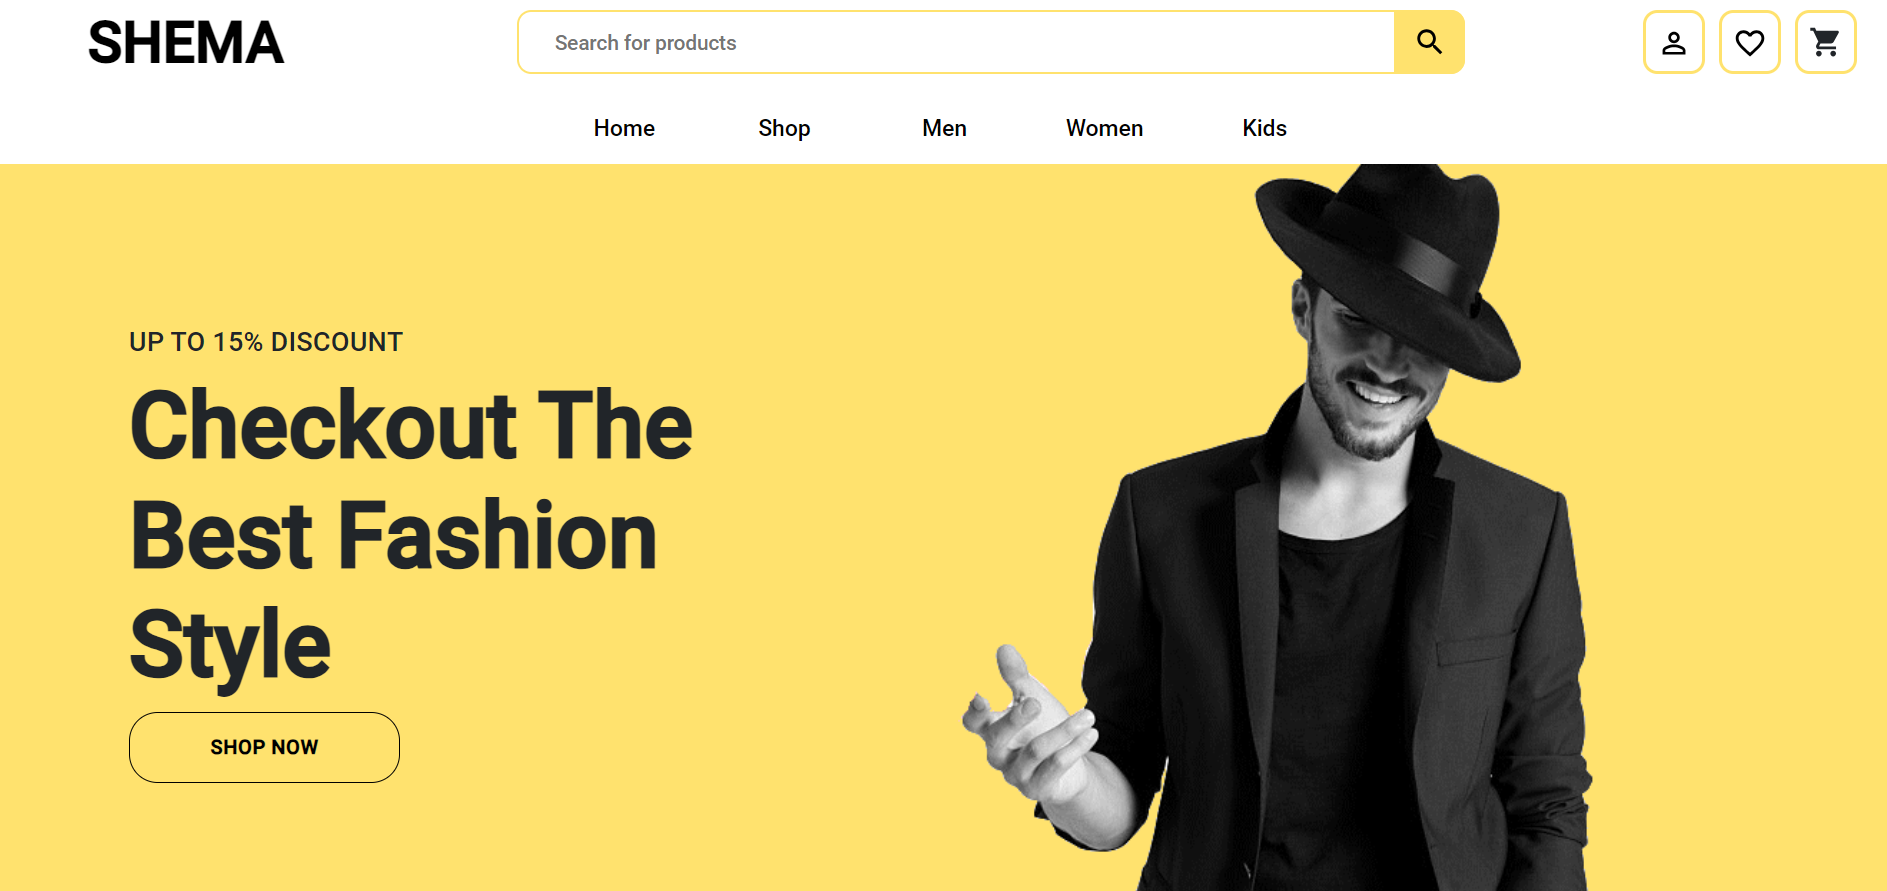 SHEMA
Search for products
Home
Shop
Men
Women
Kids
UP TO 15% DISCOUNT
Checkout The
Best Fashion
Style
SHOP NOW